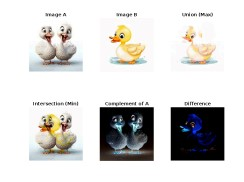 Image A
Image B
Union (Max)
Intersection (Min)
Complement of A
Difference